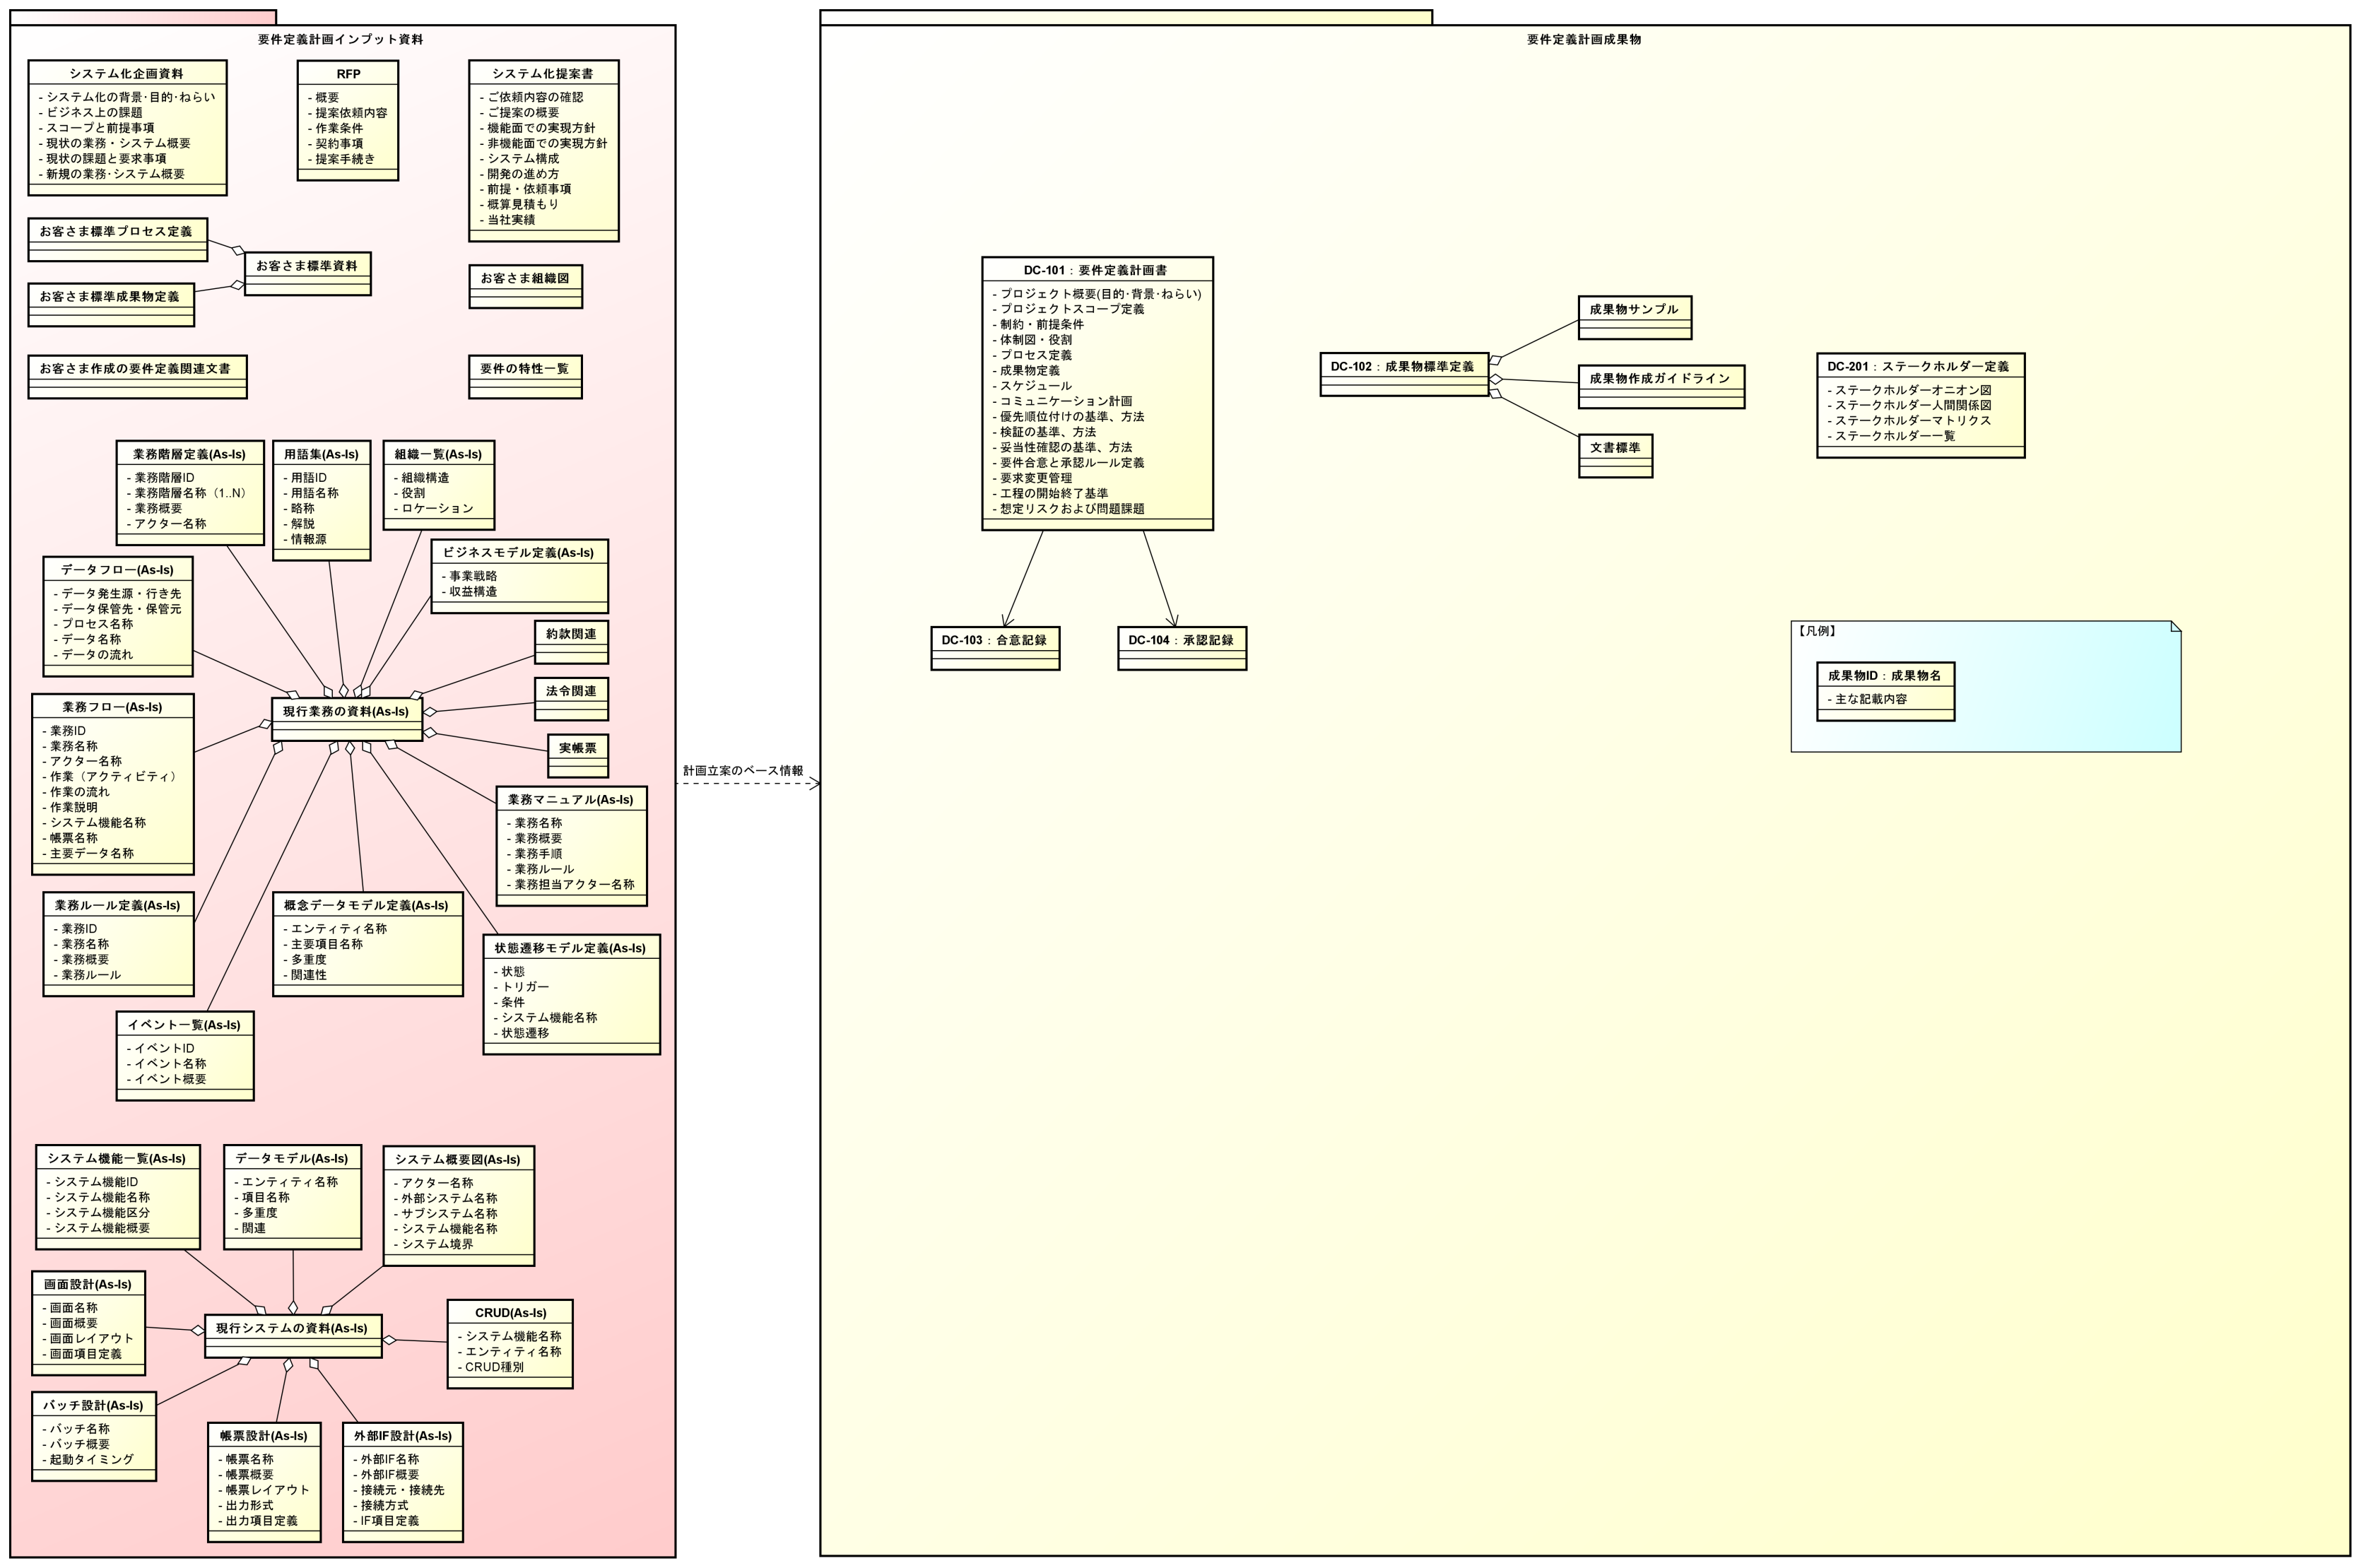 要件定義計画インプット資料
システム化企画資料
- システム化の背景･目的･ねらい
- ビジネス上の課題
- スコープと前提事項
- 現状の業務・システム概要
- 現状の課題と要求事項
- 新規の業務･システム概要
RFP
- 概要
- 提案依頼内容
- 作業条件
- 契約事項
- 提案手続き
システム化提案書
- ご依頼内容の確認
- ご提案の概要
- 機能面での実現方針
- 非機能面での実現方針
- システム構成
- 開発の進め方
- 前提・依頼事項
- 概算見積もり
- 当社実績
お客さま標準プロセス定義
お客さま標準資料
お客さま標準成果物定義
お客さま組織図
お客さま作成の要件定義関連文書
要件の特性一覧
業務階層定義(As-Is)
- 業務階層ID
- 業務階層名称（1..N）
- 業務概要
- アクター名称
用語集(As-Is)
- 用語ID
- 用語名称
- 略称
- 解説
- 情報源
組織一覧(As-Is)
- 組織構造
- 役割
- ロケーション
ビジネスモデル定義(As-Is)
- 事業戦略
- 収益構造
データフロー(As-Is)
- データ発生源・行き先
- データ保管先・保管元
- プロセス名称
- データ名称
- データの流れ
約款関連
法令関連
実帳票
現行業務の資料(As-Is)
業務フロー(As-Is)
- 業務ID
- 業務名称
- アクター名称
- 作業（アクティビティ）
- 作業の流れ
- 作業説明
- システム機能名称
- 帳票名称
- 主要データ名称
業務マニュアル(As-Is)
- 業務名称
- 業務概要
- 業務手順
- 業務ルール
- 業務担当アクター名称
業務ルール定義(As-Is)
- 業務ID
- 業務名称
- 業務概要
- 業務ルール
概念データモデル定義(As-Is)
- エンティティ名称
- 主要項目名称
- 多重度
- 関連性
状態遷移モデル定義(As-Is)
- 状態
- トリガー
- 条件
- システム機能名称
- 状態遷移
イベント一覧(As-Is)
- イベントID
- イベント名称
- イベント概要
システム機能一覧(As-Is)
- システム機能ID
- システム機能名称
- システム機能区分
- システム機能概要
データモデル(As-Is)
- エンティティ名称
- 項目名称
- 多重度
- 関連
システム概要図(As-Is)
- アクター名称
- 外部システム名称
- サブシステム名称
- システム機能名称
- システム境界
画面設計(As-Is)
- 画面名称
- 画面概要
- 画面レイアウト
- 画面項目定義
現行システムの資料(As-Is)
CRUD(As-Is)
- システム機能名称
- エンティティ名称
- CRUD種別
バッチ設計(As-Is)
- バッチ名称
- バッチ概要
- 起動タイミング
帳票設計(As-Is)
- 帳票名称
- 帳票概要
- 帳票レイアウト
- 出力形式
- 出力項目定義
外部IF設計(As-Is)
- 外部IF名称
- 外部IF概要
- 接続元・接続先
- 接続方式
- IF項目定義
計画立案のベース情報
要件定義計画成果物
DC-101：要件定義計画書
- プロジェクト概要(目的･背景･ねらい)
- プロジェクトスコープ定義
- 制約・前提条件
- 体制図・役割
- プロセス定義
- 成果物定義
- スケジュール
- コミュニケーション計画
- 優先順位付けの基準、方法
- 検証の基準、方法
- 妥当性確認の基準、方法
- 要件合意と承認ルール定義
- 要求変更管理
- 工程の開始終了基準
- 想定リスクおよび問題課題
DC-103：合意記録
DC-104：承認記録
DC-102：成果物標準定義
成果物サンプル
成果物作成ガイドライン
文書標準
DC-201：ステークホルダー定義
- ステークホルダーオニオン図
- ステークホルダー人間関係図
- ステークホルダーマトリクス
- ステークホルダー一覧
【凡例】
成果物ID：成果物名
- 主な記載内容